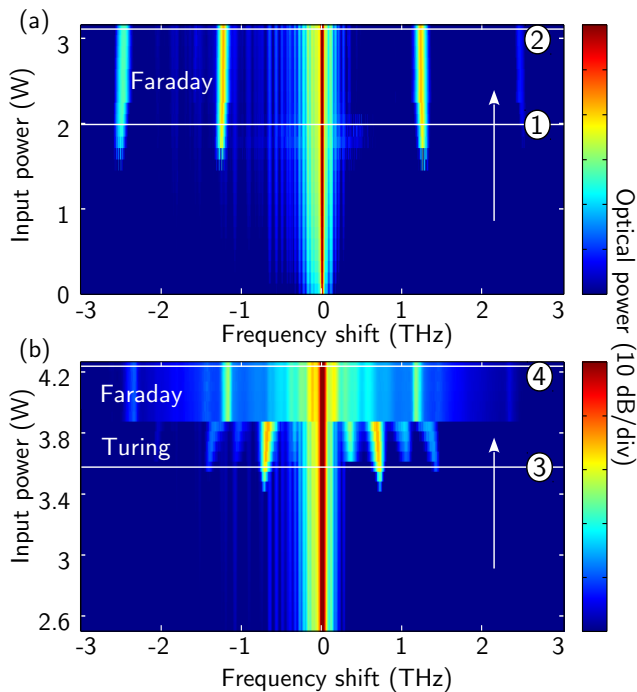 (a)
3
2
1
0
Input power (W)
Faraday
②
①
-3
-2
-1
0
1
2
3
Frequency shift (THz)
(b)
4.2
3.8
3.4
3
2.6
Input power (W)
Faraday
Turing
④
③
-3
-2
-1
0
1
2
3
Frequency shift (THz)
Optical power (10 dB/div)